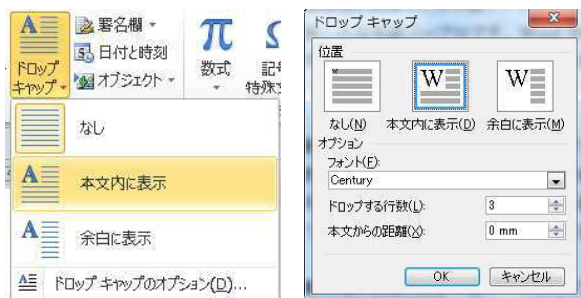 署名欄
日付と時刻
オブジェクト
ドロップ
キャップ
数式
記号
特殊文
なし
本文内に表示
余白に表示
ドロップ キャップのオプション(D)...
ドロップ キャップ
位置
W
W
なし(N) 本文内に表示(D) 余白に表示(M)
オプション
フォント(F):
Century
ドロップする行数(L): 3
本文からの距離(X): 0 mm
OK キャンセル